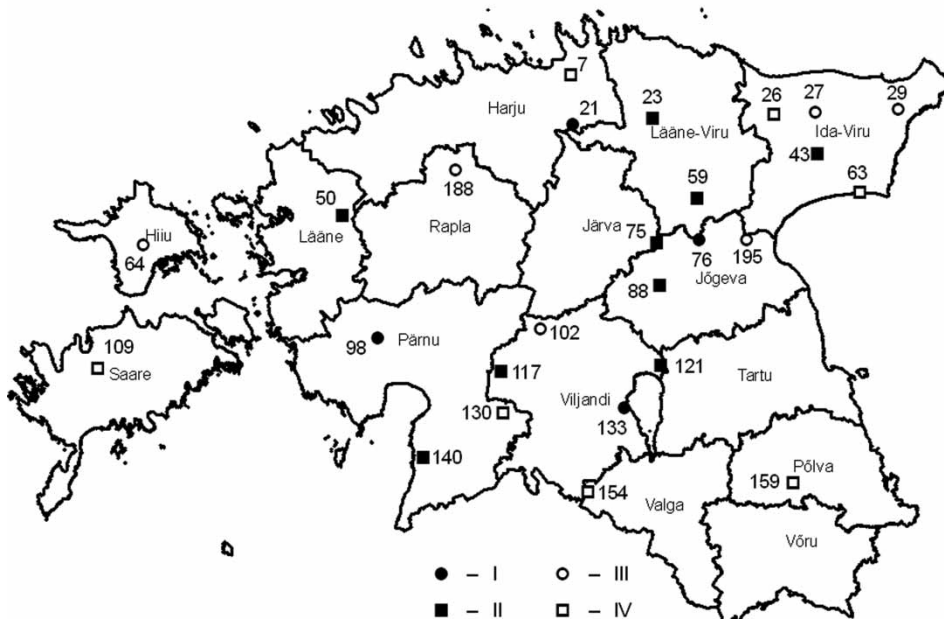 7
Harju
21
23
Lääne-Viru
26
27
29
Ida-Viru
43
63
59
50
188
Hiiu
64
Lääne
Rapla
Järva
75
76
195
Jõgeva
88
109
Saare
98
Pärnu
102
117
121
Tartu
130
Viljandi
133
140
154
Valga
159
Põlva
Võru
– I
– III
– II
– IV